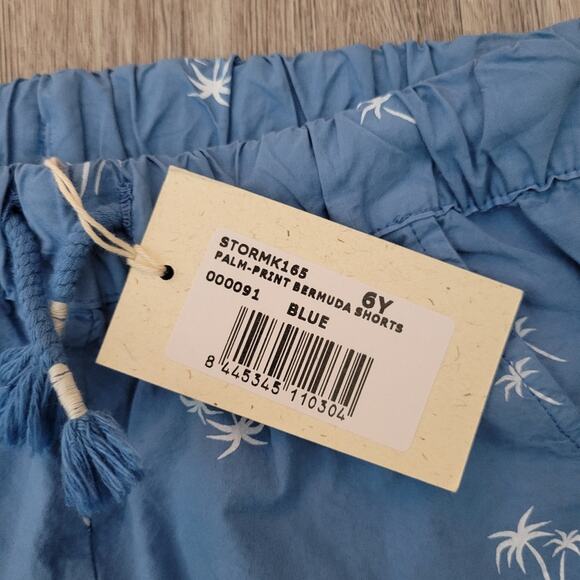 STORMK165
PALM-PRINT BERMUDA SHORTS
6Y
000091 BLUE
8 445345 110304